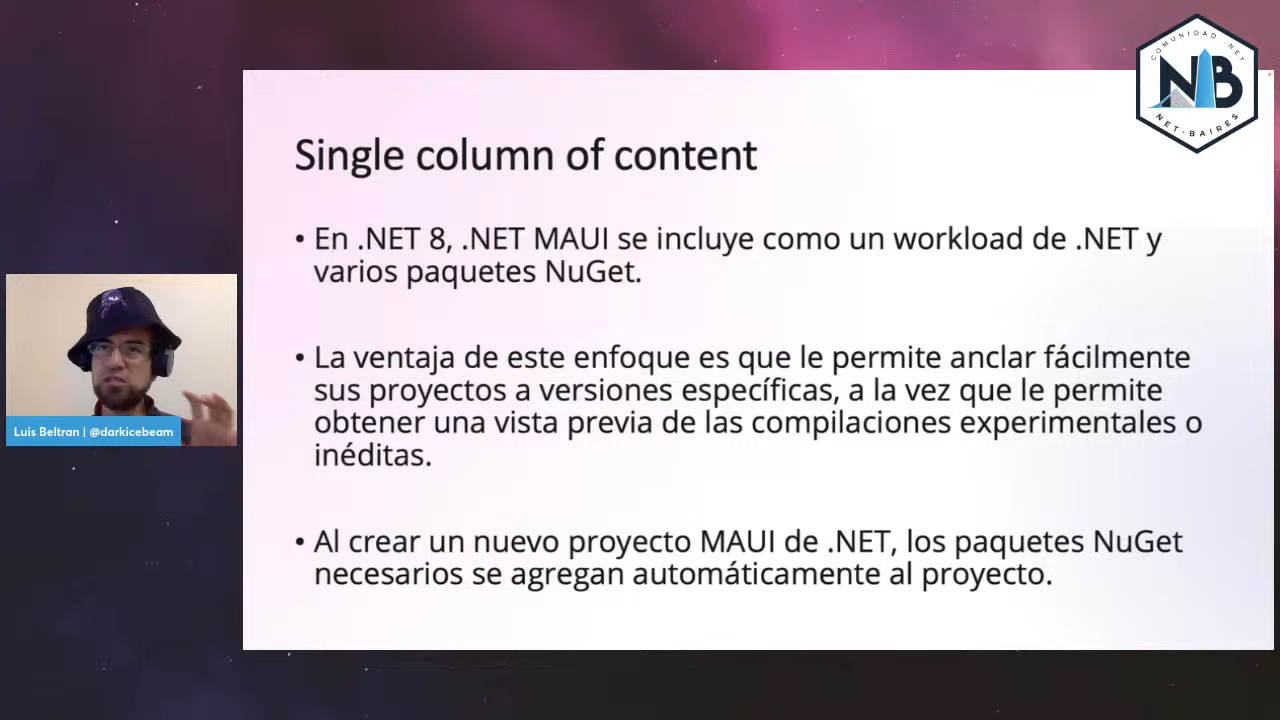 COMUNIDAD .NET
NB
NET-BAIRES
Single column of content
• En .NET 8, .NET MAUI se incluye como un workload de .NET y
varios paquetes NuGet.
• La ventaja de este enfoque es que le permite anclar fácilmente
sus proyectos a versiones específicas, a la vez que le permite
obtener una vista previa de las compilaciones experimentales o
inéditas.
• Al crear un nuevo proyecto MAUI de .NET, los paquetes NuGet
necesarios se agregan automáticamente al proyecto.
Luis Beltran | @darkicebeam